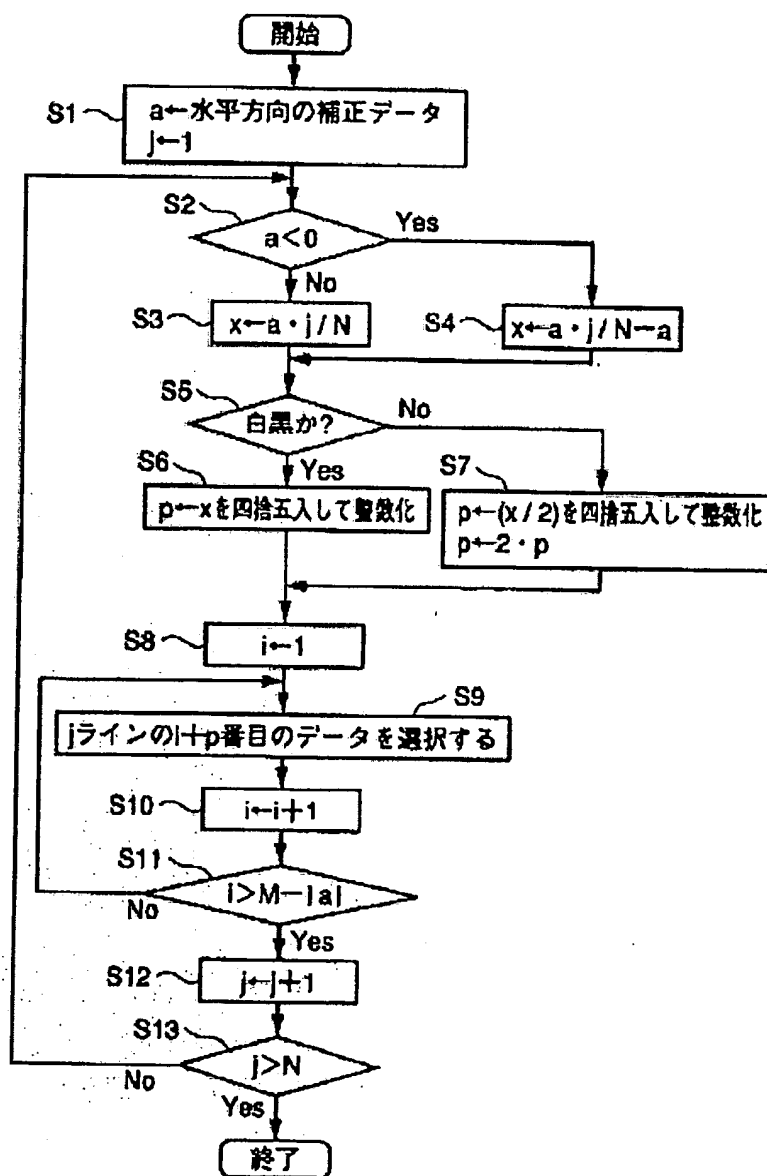 開始
S1
a←水平方向の補正データ
j←1
S2
a<0
Yes
No
S3
x←a・j/N
S4
x←a・j/N－a
S5
白黒か?
No
Yes
S6
p←xを四捨五入して整数化
S7
p←(x/2)を四捨五入して整数化
p←2・p
S8
i←1
S9
jラインのi＋p番目のデータを選択する
S10
i←i＋1
S11
i>M－|a|
No
Yes
S12
j←j＋1
S13
j>N
No
Yes
終了